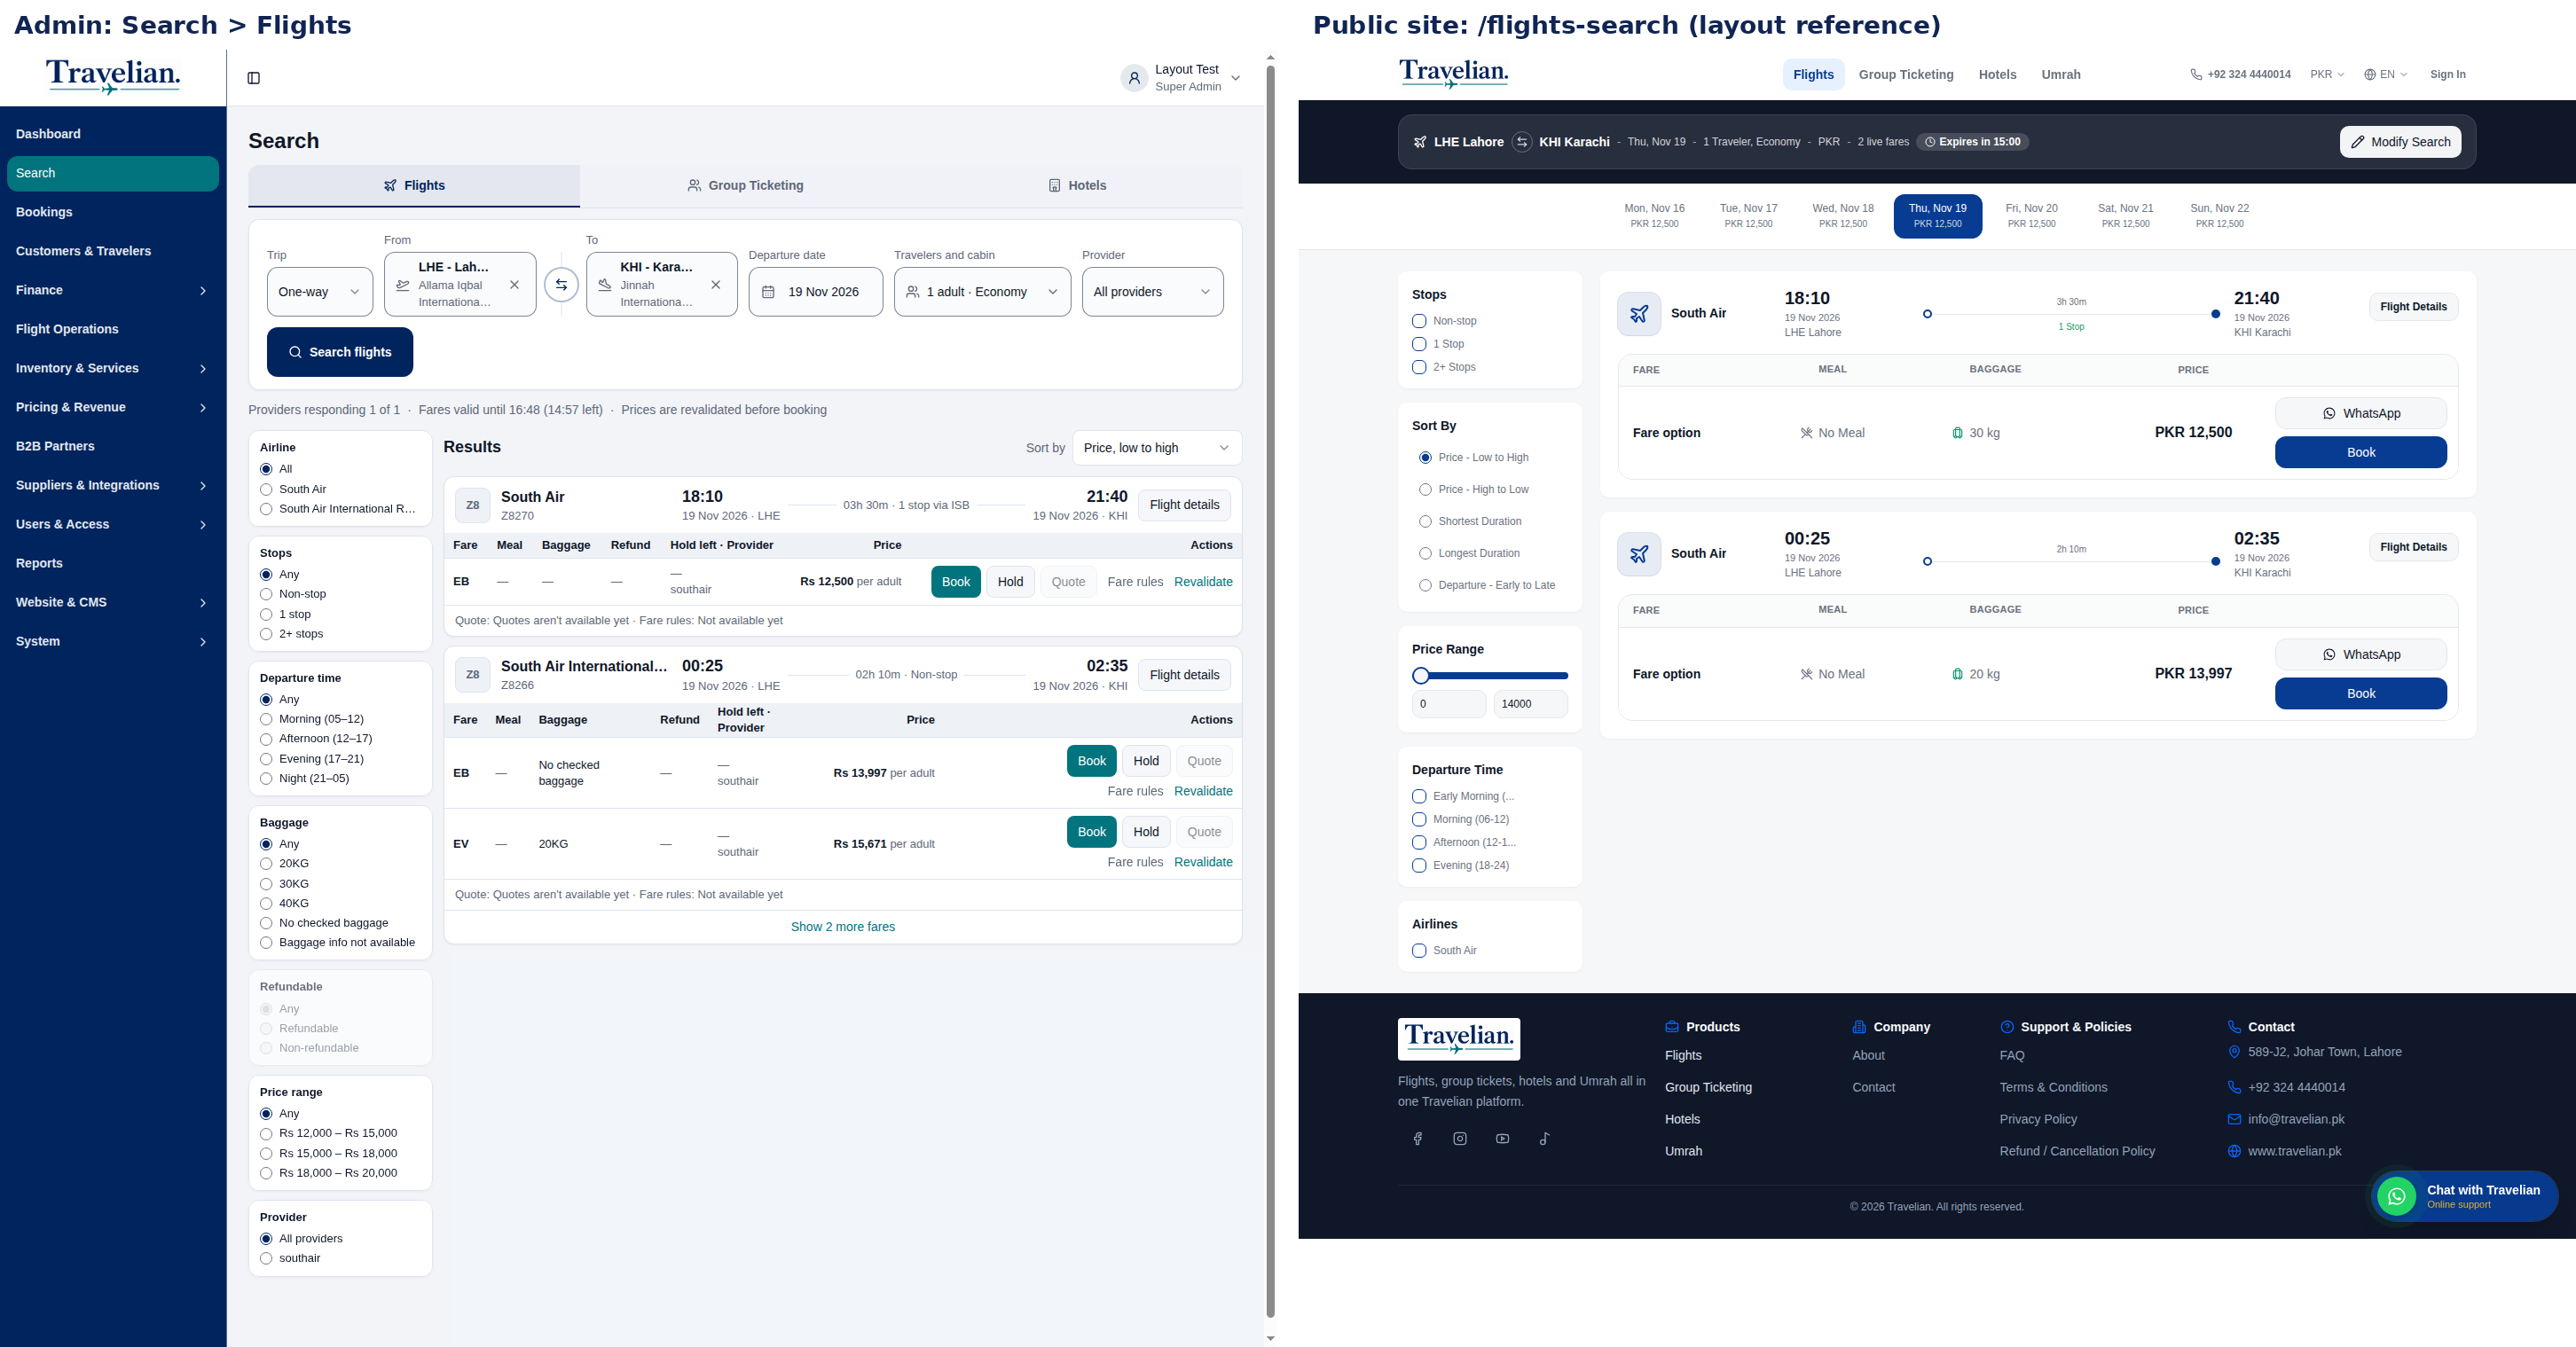 Admin: Search > Flights
Travelian.
Layout Test
Super Admin
Dashboard
Search
Bookings
Customers & Travelers
Finance
Flight Operations
Inventory & Services
Pricing & Revenue
B2B Partners
Suppliers & Integrations
Users & Access
Reports
Website & CMS
System
Search
Flights
Group Ticketing
Hotels
Trip
From
To
Departure date
Travelers and cabin
Provider
One-way
LHE - Lah…
Allama Iqbal
Internationa…
KHI - Kara…
Jinnah
Internationa…
19 Nov 2026
1 adult · Economy
All providers
Search flights
Providers responding 1 of 1 · Fares valid until 16:48 (14:57 left) · Prices are revalidated before booking
Airline
All
South Air
South Air International R…
Stops
Any
Non-stop
1 stop
2+ stops
Departure time
Any
Morning (05–12)
Afternoon (12–17)
Evening (17–21)
Night (21–05)
Baggage
Any
20KG
30KG
40KG
No checked baggage
Baggage info not available
Refundable
Any
Refundable
Non-refundable
Price range
Any
Rs 12,000 – Rs 15,000
Rs 15,000 – Rs 18,000
Rs 18,000 – Rs 20,000
Provider
All providers
southair
Results
Sort by
Price, low to high
Z8
South Air
Z8270
18:10
19 Nov 2026 · LHE
03h 30m · 1 stop via ISB
21:40
19 Nov 2026 · KHI
Flight details
Fare Meal Baggage Refund Hold left · Provider Price Actions
EB — — — —
southair
Rs 12,500 per adult
Book Hold Quote Fare rules Revalidate
Quote: Quotes aren't available yet · Fare rules: Not available yet
Z8
South Air International…
Z8266
00:25
19 Nov 2026 · LHE
02h 10m · Non-stop
02:35
19 Nov 2026 · KHI
Flight details
Fare Meal Baggage Refund Hold left ·
Provider
Price Actions
EB — No checked
baggage
— —
southair
Rs 13,997 per adult
Book Hold Quote
Fare rules Revalidate
EV — 20KG — —
southair
Rs 15,671 per adult
Book Hold Quote
Fare rules Revalidate
Quote: Quotes aren't available yet · Fare rules: Not available yet
Show 2 more fares
Public site: /flights-search (layout reference)
Travelian.
Flights
Group Ticketing
Hotels
Umrah
+92 324 4440014
PKR
EN
Sign In
LHE Lahore KHI Karachi - Thu, Nov 19 - 1 Traveler, Economy - PKR - 2 live fares Expires in 15:00
Modify Search
Mon, Nov 16
PKR 12,500
Tue, Nov 17
PKR 12,500
Wed, Nov 18
PKR 12,500
Thu, Nov 19
PKR 12,500
Fri, Nov 20
PKR 12,500
Sat, Nov 21
PKR 12,500
Sun, Nov 22
PKR 12,500
Stops
Non-stop
1 Stop
2+ Stops
Sort By
Price - Low to High
Price - High to Low
Shortest Duration
Longest Duration
Departure - Early to Late
Price Range
0
14000
Departure Time
Early Morning (...
Morning (06-12)
Afternoon (12-1...
Evening (18-24)
Airlines
South Air
South Air
18:10
19 Nov 2026
LHE Lahore
3h 30m
1 Stop
21:40
19 Nov 2026
KHI Karachi
Flight Details
FARE MEAL BAGGAGE PRICE
Fare option No Meal 30 kg PKR 12,500
WhatsApp
Book
South Air
00:25
19 Nov 2026
LHE Lahore
2h 10m
02:35
19 Nov 2026
KHI Karachi
Flight Details
FARE MEAL BAGGAGE PRICE
Fare option No Meal 20 kg PKR 13,997
WhatsApp
Book
Travelian.
Flights, group tickets, hotels and Umrah all in
one Travelian platform.
Products
Flights
Group Ticketing
Hotels
Umrah
Company
About
Contact
Support & Policies
FAQ
Terms & Conditions
Privacy Policy
Refund / Cancellation Policy
Contact
589-J2, Johar Town, Lahore
+92 324 4440014
info@travelian.pk
www.travelian.pk
© 2026 Travelian. All rights reserved.
Chat with Travelian
Online support